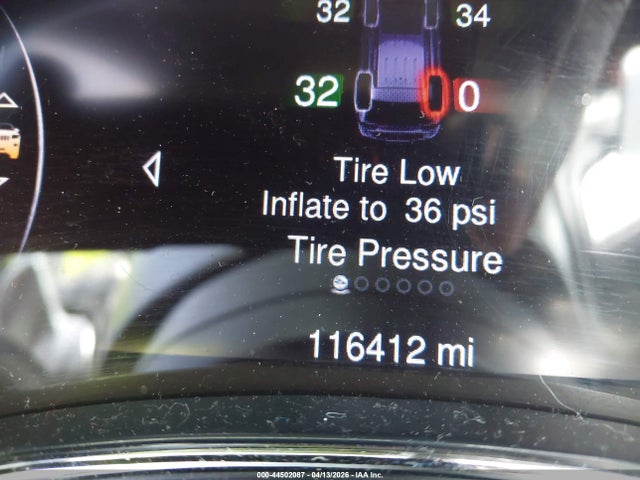 32 34
32 0
Tire Low
Inflate to 36 psi
Tire Pressure
116412 mi
000-44502087 - 04/13/2026 - IAA Inc.